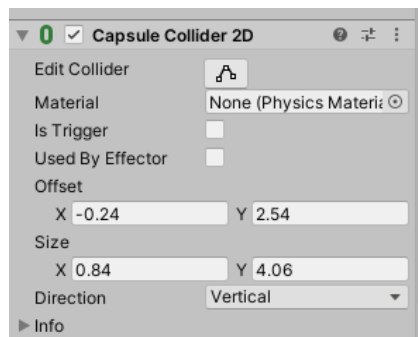 Capsule Collider 2D
Edit Collider
Material None (Physics Materia
Is Trigger
Used By Effector
Offset
X -0.24 Y 2.54
Size
X 0.84 Y 4.06
Direction Vertical
Info